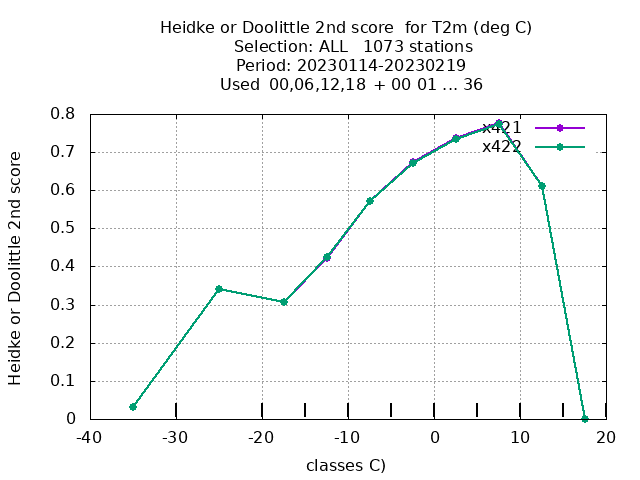 Heidke or Doolittle 2nd score  for T2m (deg C)
Selection: ALL   1073 stations
Period: 20230114-20230219
Used  00,06,12,18  + 00 01 ... 36
x421
x422
Heidke or Doolittle 2nd score
0.8
0.7
0.6
0.5
0.4
0.3
0.2
0.1
0
-40 -30 -20 -10 0 10 20
classes C)